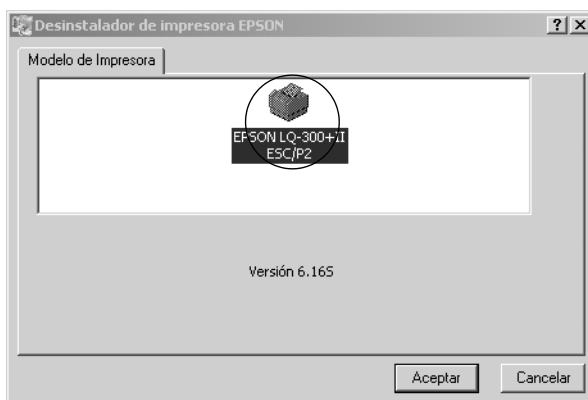 Desinstalador de impresora EPSON
Modelo de Impresora
EPSON LQ-300+II
ESC/P2
Versión 6.16S
Aceptar
Cancelar